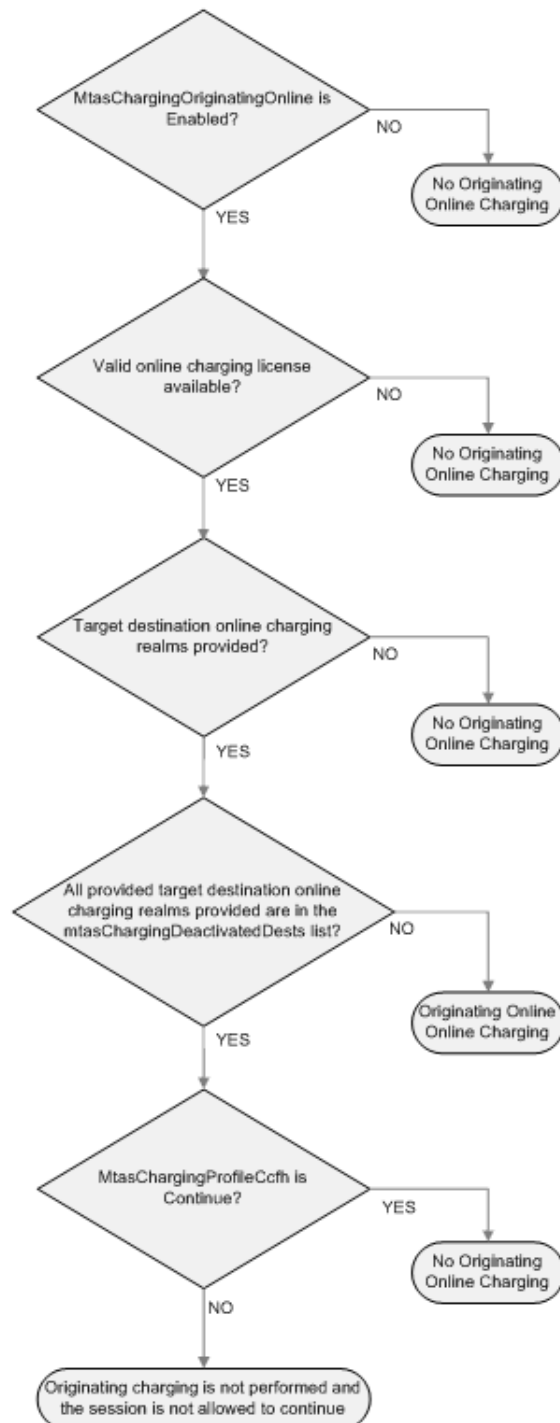 MtasChargingOriginatingOnline is
Enabled?
NO
No Originating
Online Charging
YES
Valid online charging license
available?
NO
No Originating
Online Charging
YES
Target destination online charging
realms provided?
NO
No Originating
Online Charging
YES
All provided target destination online
charging realms provided are in the
mtasChargingDeactivatedDests list?
NO
Originating Online
Online Charging
YES
MtasChargingProfileCcfh is
Continue?
YES
No Originating
Online Charging
NO
Originating charging is not performed and
the session is not allowed to continue